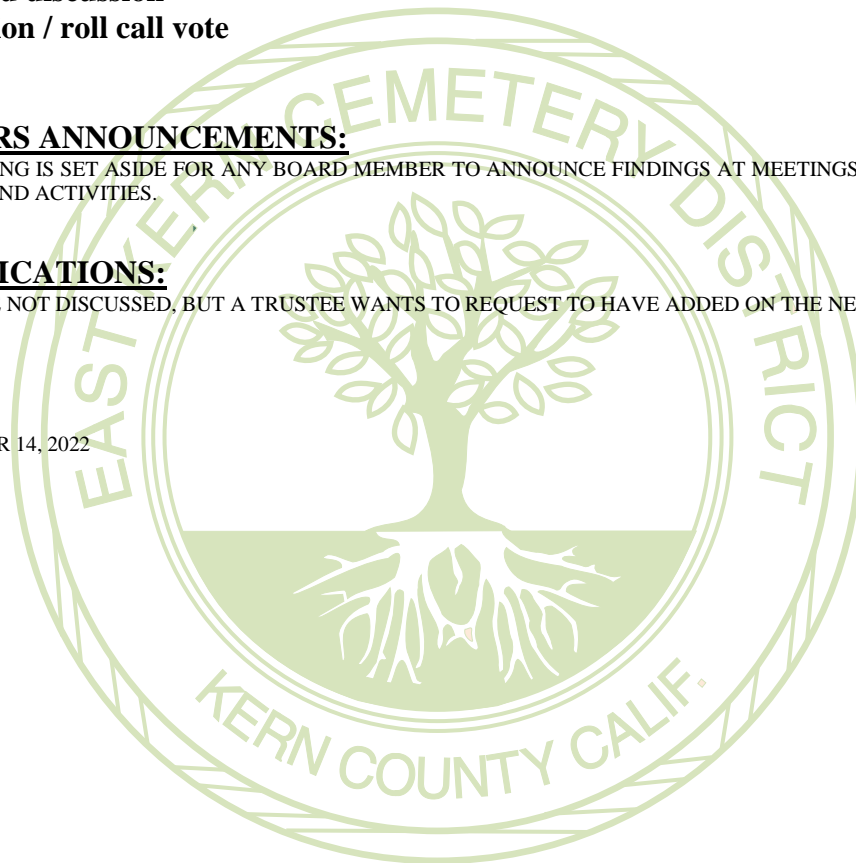 d discussion
on / roll call vote
RS ANNOUNCEMENTS:
NG IS SET ASIDE FOR ANY BOARD MEMBER TO ANNOUNCE FINDINGS AT MEETINGS
ND ACTIVITIES.
ICATIONS:
NOT DISCUSSED, BUT A TRUSTEE WANTS TO REQUEST TO HAVE ADDED ON THE NE
R 14, 2022
EAST KERN CEMETERY DISTRICT
KERN COUNTY CALIF.